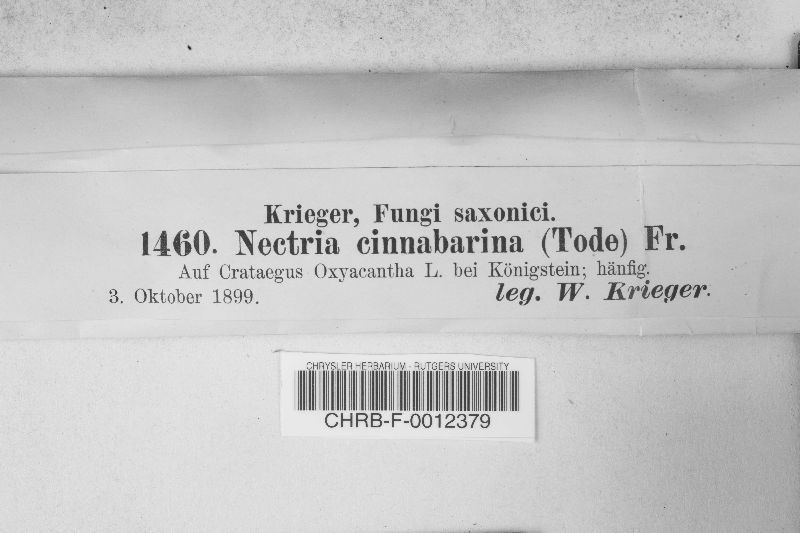 Krieger, Fungi saxonici.
1460. Nectria cinnabarina (Tode) Fr.
Auf Crataegus Oxyacantha L. bei Königstein; hänfig.
3. Oktober 1899.
leg. W. Krieger.
CHRYSLER HERBARIUM - RUTGERS UNIVERSITY
CHRB-F-0012379